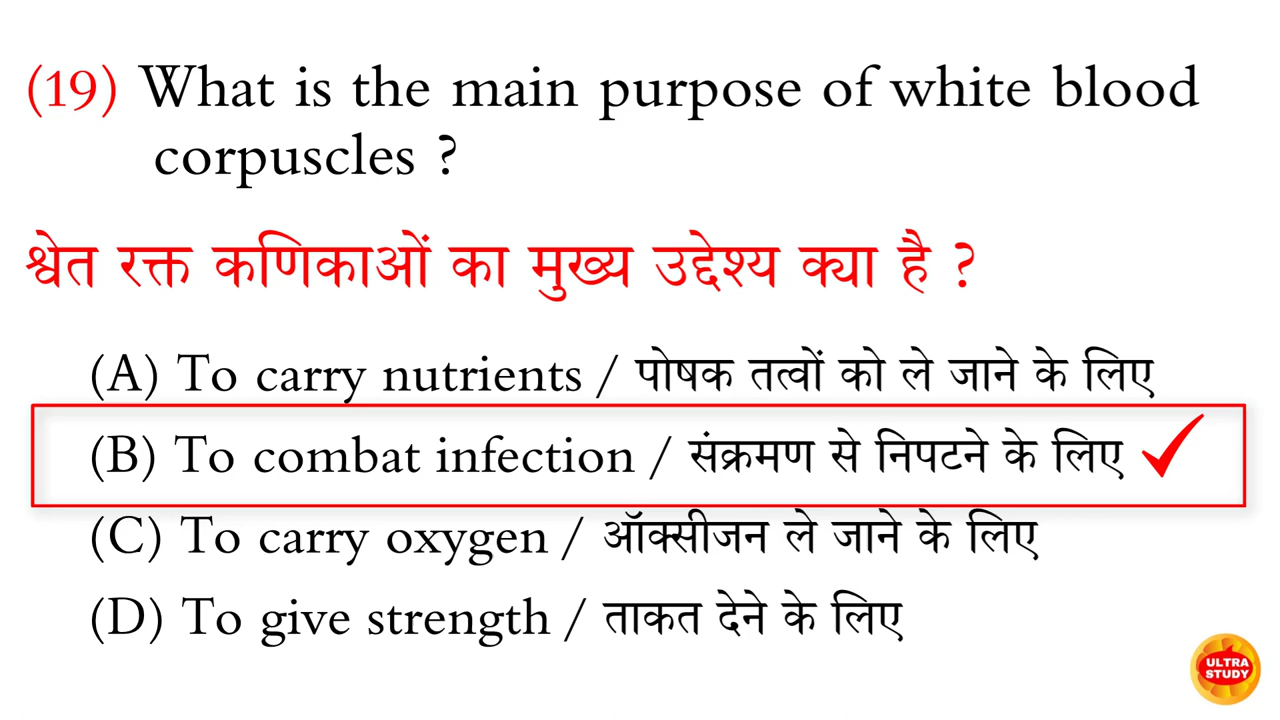 (19) What is the main purpose of white blood
corpuscles ?
श्वेत रक्त कणिकाओं का मुख्य उद्देश्य क्या है ?
(A) To carry nutrients / पोषक तत्वों को ले जाने के लिए
(B) To combat infection / संक्रमण से निपटने के लिए
(C) To carry oxygen / ऑक्सीजन ले जाने के लिए
(D) To give strength / ताकत देने के लिए
ULTRA
STUDY